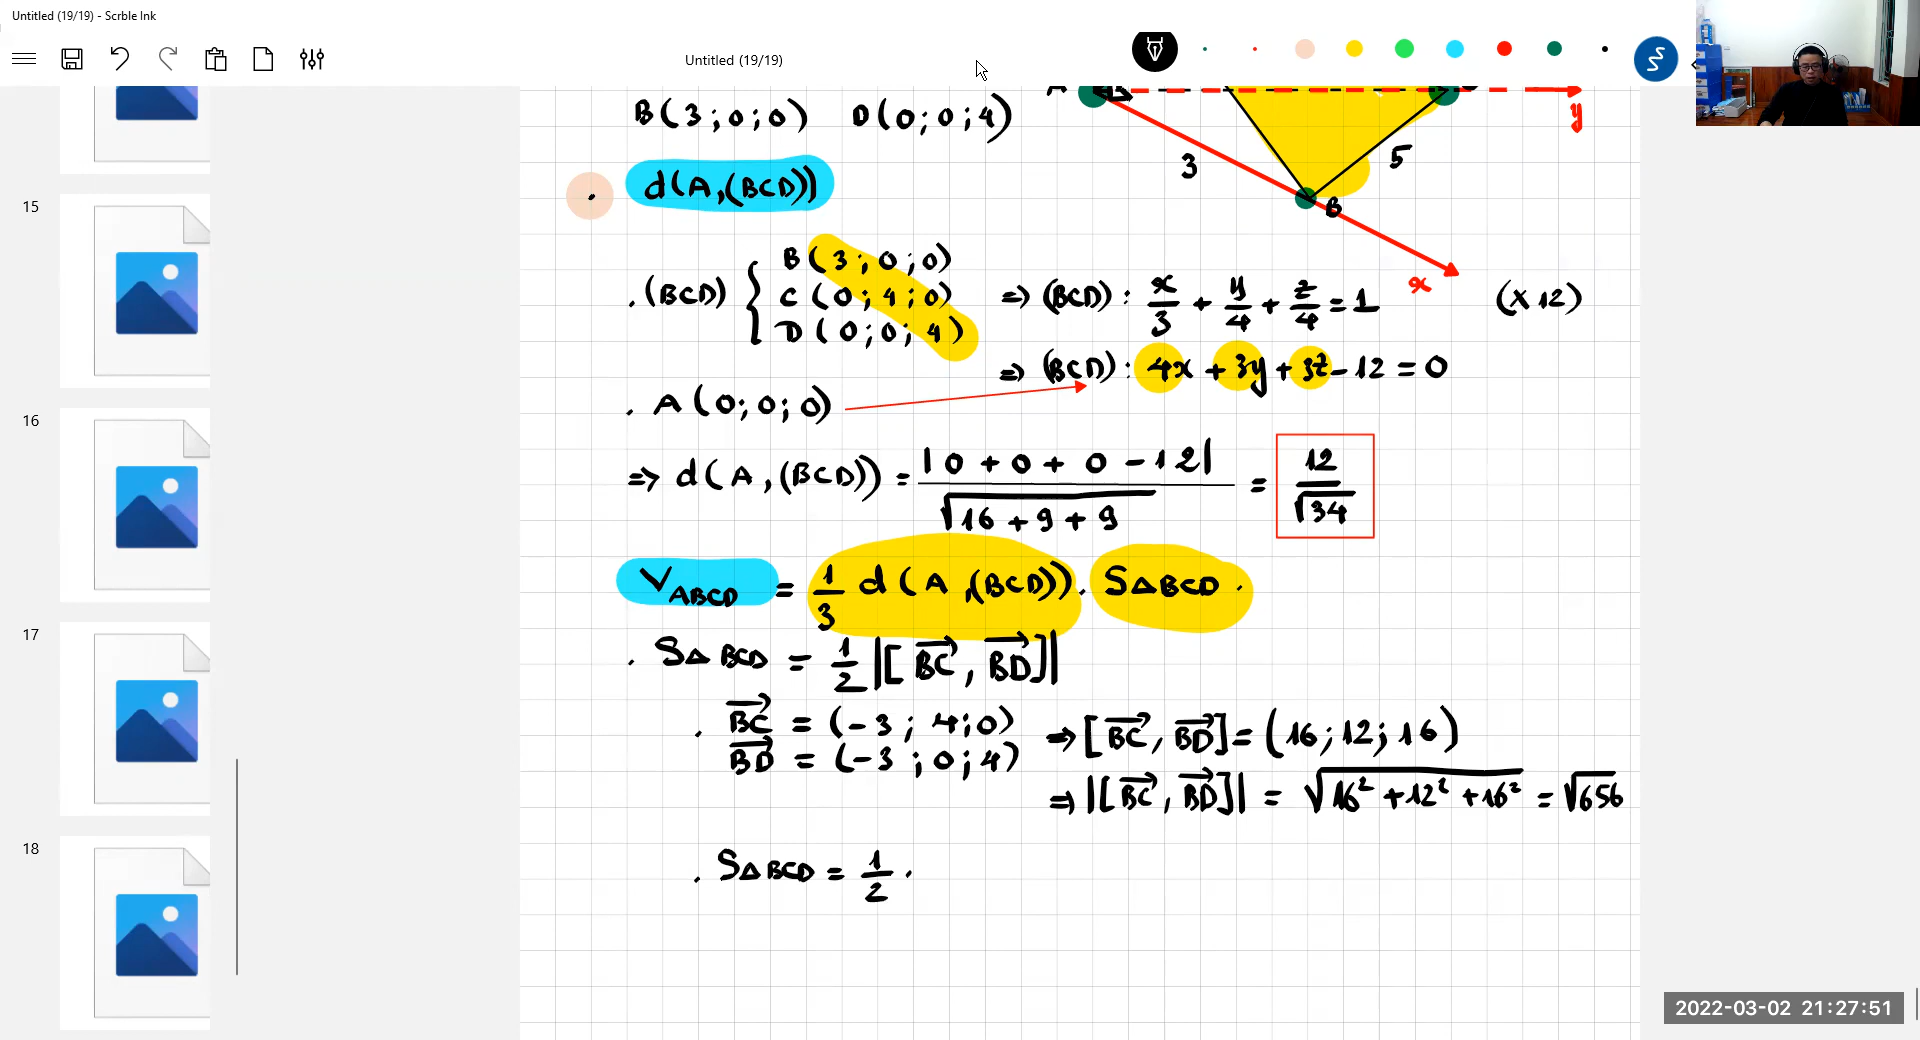 Untitled (19/19) - Scrble Ink
Untitled (19/19)
B(3;0;0) D(0;0;4)
A
y
3
5
B
x
. d(A,(BCD))
. (BCD) { B(3;0;0)
C(0;4;0)
D(0;0;4)
=> (BCD): x/3 + y/4 + z/4 = 1 (x12)
=> (BCD): 4x + 3y + 3z - 12 = 0
. A(0;0;0)
=> d(A,(BCD)) = |0 + 0 + 0 - 12| / √(16 + 9 + 9) = 12/√34
V_ABCD = 1/3 d(A,(BCD)). S∆BCD.
. S∆BCD = 1/2 |[BC→, BD→]|
. BC→ = (-3; 4; 0) => [BC→, BD→] = (16; 12; 16)
BD→ = (-3; 0; 4)
=> |[BC→, BD→]| = √(16² + 12² + 16²) = √656
. S∆BCD = 1/2 .
15
16
17
18
2022-03-02 21:27:51